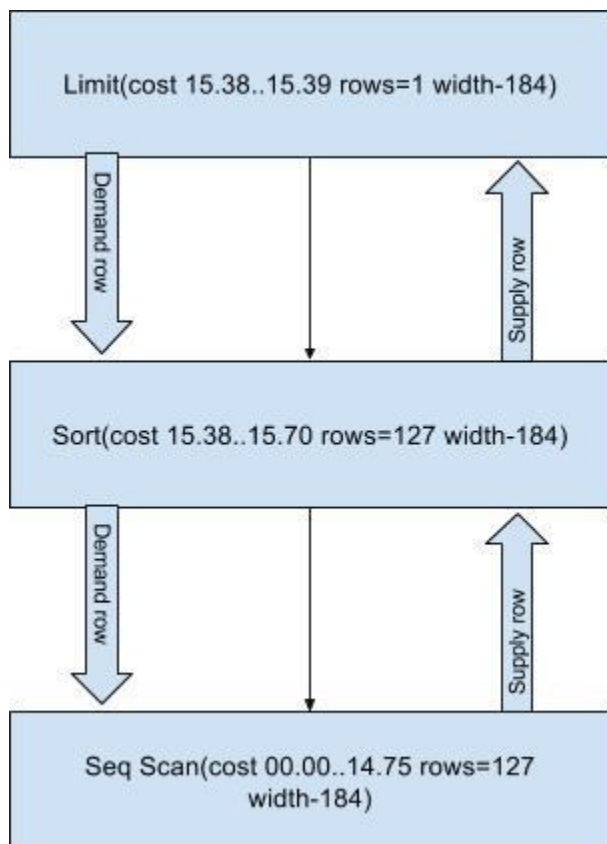 Limit(cost 15.38..15.39 rows=1 width-184)
Demand row
Supply row
Sort(cost 15.38..15.70 rows=127 width-184)
Demand row
Supply row
Seq Scan(cost 00.00..14.75 rows=127
width-184)